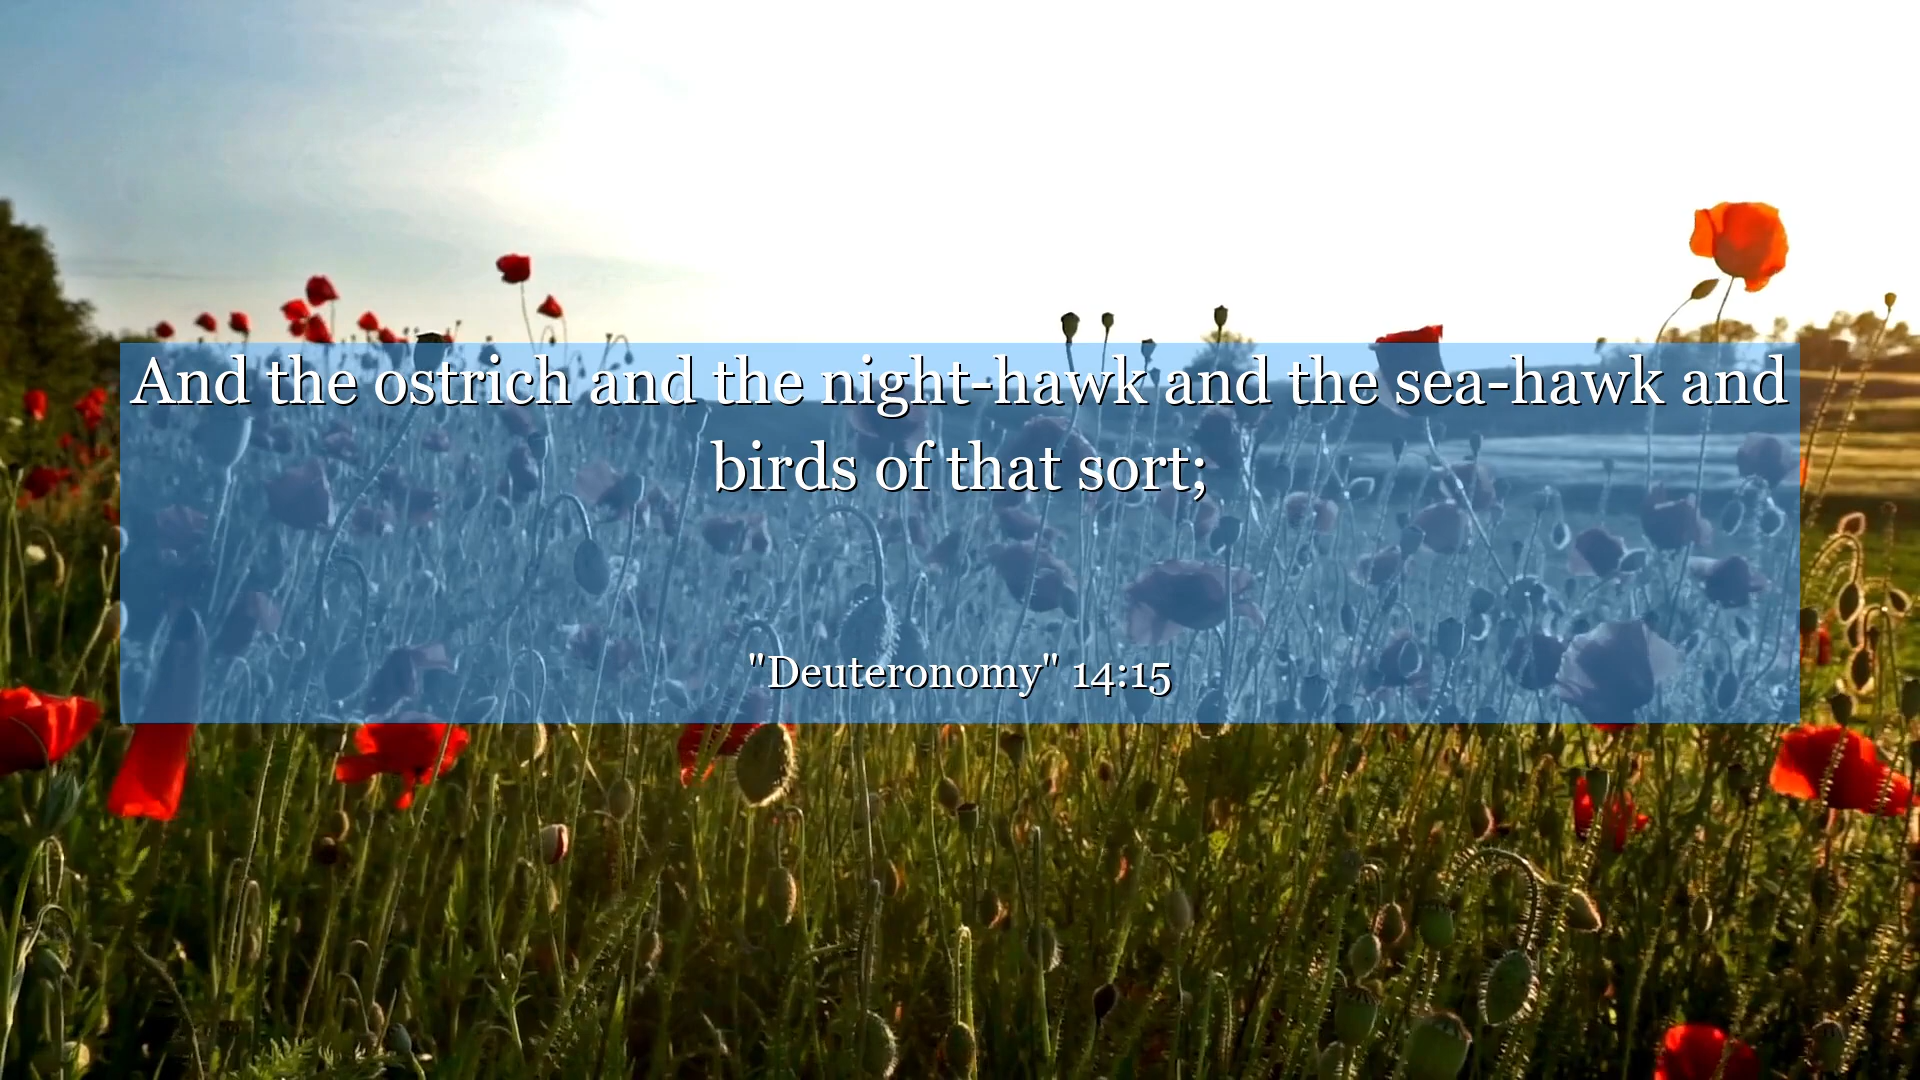 And the ostrich and the night-hawk and the sea-hawk and
birds of that sort;
"Deuteronomy" 14:15